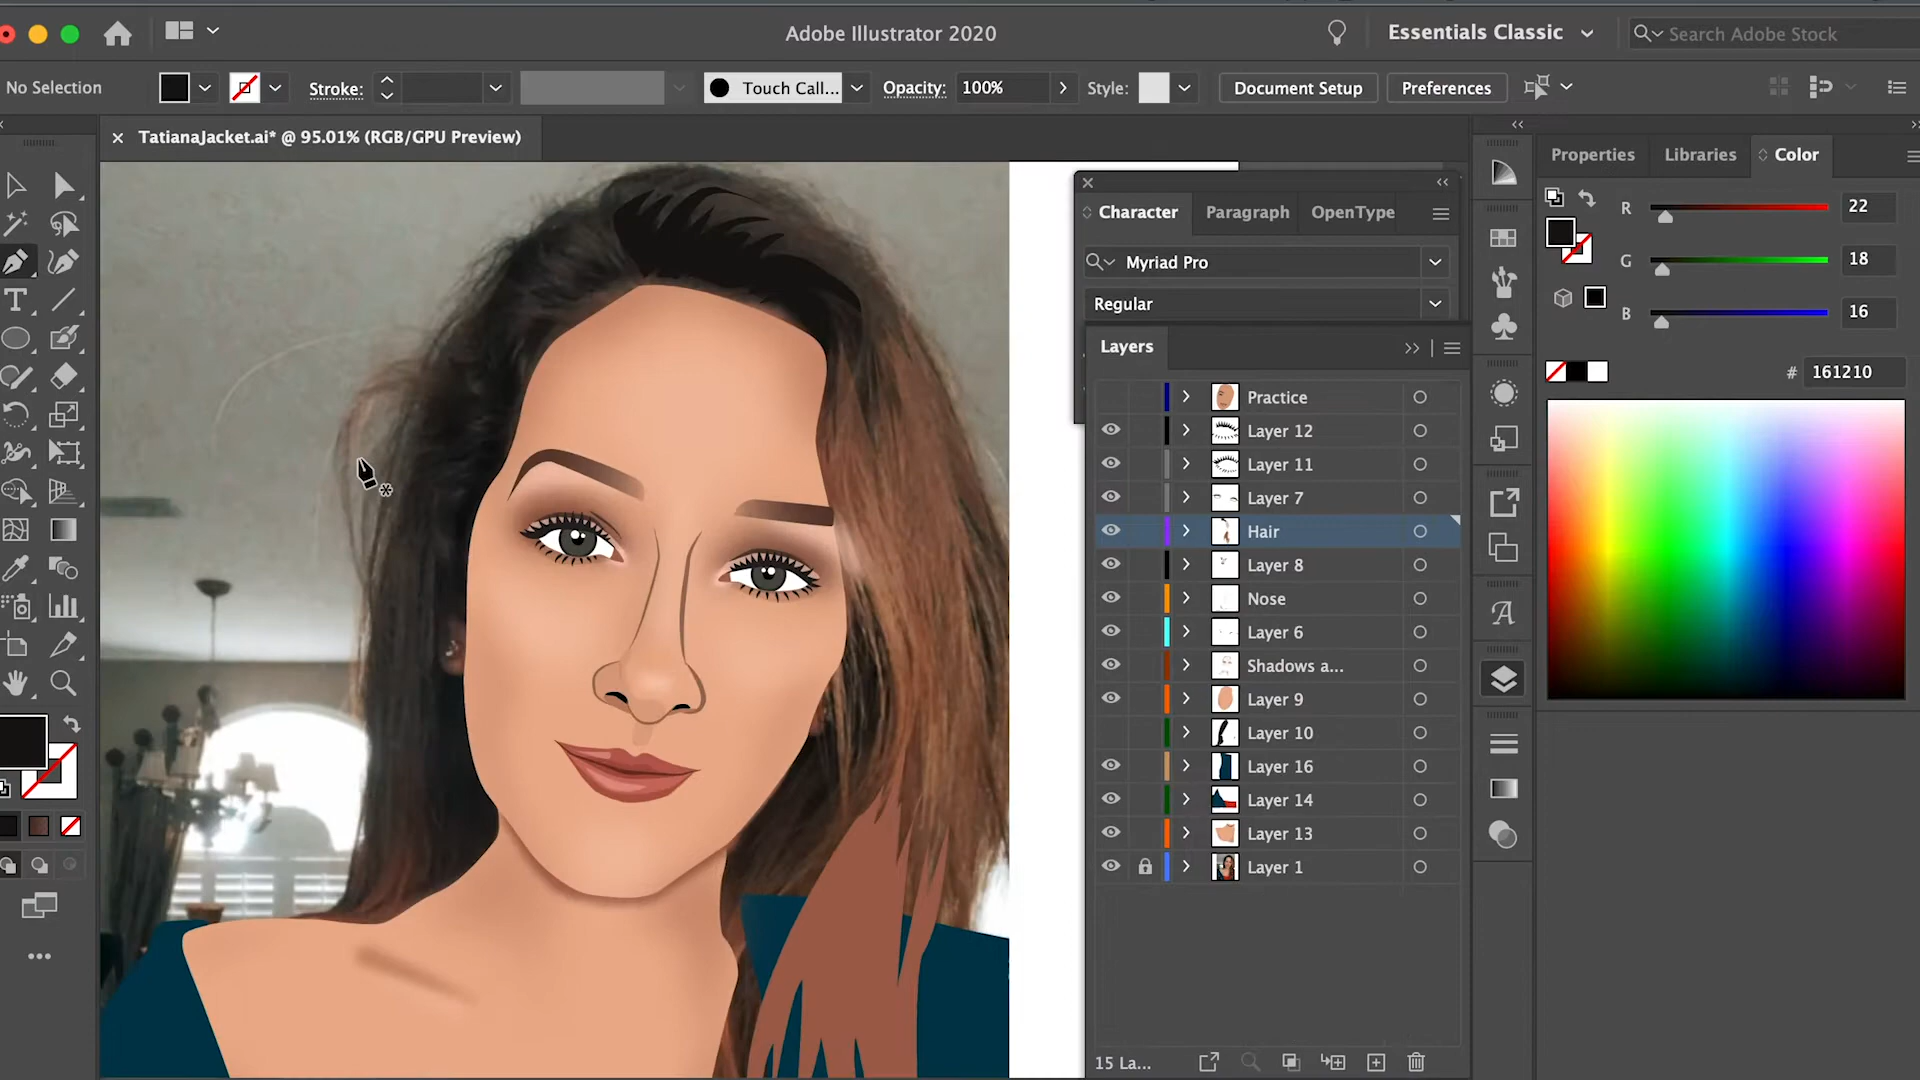 Adobe Illustrator 2020
Essentials Classic
Search Adobe Stock
No Selection
Stroke:
Touch Call...
Opacity:
100%
Style:
Document Setup
Preferences
TatianaJacket.ai* @ 95.01% (RGB/GPU Preview)
Properties
Libraries
Color
Character
Paragraph
OpenType
R
22
G
18
B
16
Myriad Pro
Regular
# 161210
Layers
Practice
Layer 12
Layer 11
Layer 7
Hair
Layer 8
Nose
Layer 6
Shadows a...
Layer 9
Layer 10
Layer 16
Layer 14
Layer 13
Layer 1
15 La...